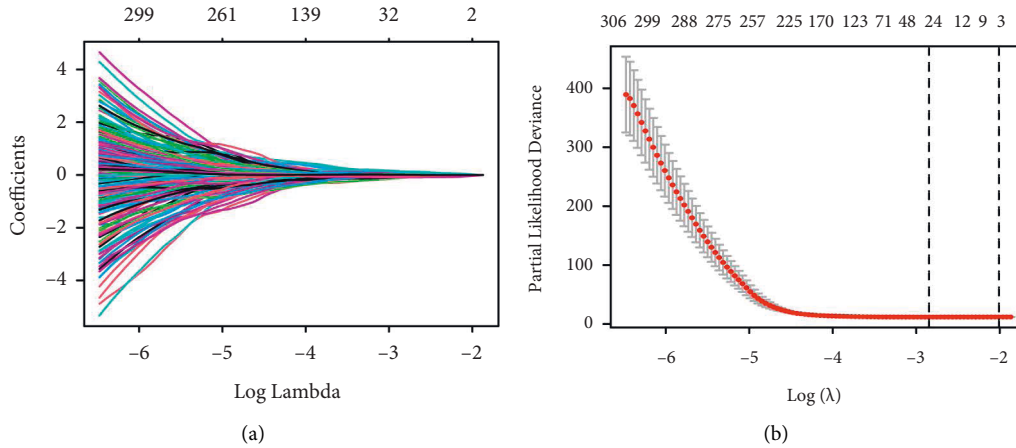 299 261 139 32 2
4
2
0
−2
−4
Coefficients
−6 −5 −4 −3 −2
Log Lambda
(a)
306 299 288 275 257 225 170 123 71 48 24 12 9 3
400
300
200
100
0
Partial Likelihood Deviance
−6 −5 −4 −3 −2
Log (λ)
(b)